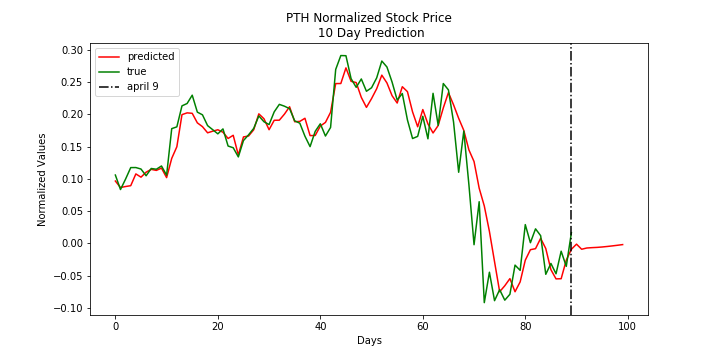 PTH Normalized Stock Price
10 Day Prediction
predicted
true
april 9
Normalized Values
0.30
0.25
0.20
0.15
0.10
0.05
0.00
−0.05
−0.10
0
20
40
60
80
100
Days